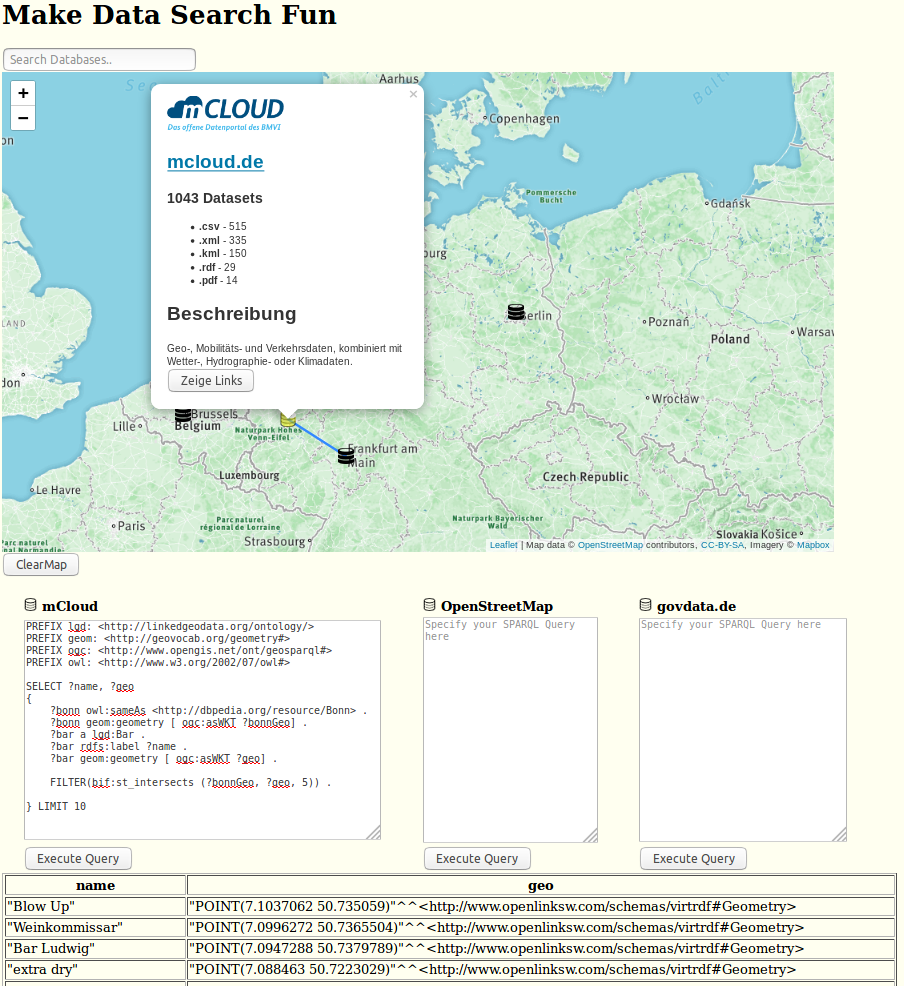 Make Data Search Fun
Search Databases..
+
−
Aarhus
Se
Balti
Copenhagen
on
mCLOUD
Das offene Datenportal des BMVI
×
mcloud.de
1043 Datasets
.csv - 515
.xml - 335
.kml - 150
.rdf - 29
.pdf - 14
Beschreibung
Geo-, Mobilitäts- und Verkehrsdaten, kombiniert mit
Wetter-, Hydrographie- oder Klimadaten.
Zeige Links
Pommersche
Bucht
Gdańsk
burg
LAND
erlin
Poznań
Warsaw
Poland
don
Wrocław
Brussels
Lille
Belgium
Naturpark Hohes
Venn-Eifel
Frankfurt am
Main
Luxembourg
Czech Republic
Le Havre
Paris
Parc naturel
régional de Lorraine
Naturpark Bayerischer
Wald
Strasbourg
Parc naturel
nal Normandie-
Slovakia Košice
Leaflet | Map data © OpenStreetMap contributors, CC-BY-SA, Imagery © Mapbox
ClearMap
mCloud
PREFIX lgd: <http://linkedgeodata.org/ontology/>
PREFIX geom: <http://geovocab.org/geometry#>
PREFIX ogc: <http://www.opengis.net/ont/geosparql#>
PREFIX owl: <http://www.w3.org/2002/07/owl#>
SELECT ?name, ?geo
{
?bonn owl:sameAs <http://dbpedia.org/resource/Bonn> .
?bonn geom:geometry [ ogc:asWKT ?bonnGeo] .
?bar a lgd:Bar .
?bar rdfs:label ?name .
?bar geom:geometry [ ogc:asWKT ?geo] .
FILTER(bif:st_intersects (?bonnGeo, ?geo, 5)) .
} LIMIT 10
Execute Query
OpenStreetMap
Specify your SPARQL Query
here
Execute Query
govdata.de
Specify your SPARQL Query here
Execute Query
name geo
"Blow Up" "POINT(7.1037062 50.735059)"^^<http://www.openlinksw.com/schemas/virtrdf#Geometry>
"Weinkommissar" "POINT(7.0996272 50.7365504)"^^<http://www.openlinksw.com/schemas/virtrdf#Geometry>
"Bar Ludwig" "POINT(7.0947288 50.7379789)"^^<http://www.openlinksw.com/schemas/virtrdf#Geometry>
"extra dry" "POINT(7.088463 50.7223029)"^^<http://www.openlinksw.com/schemas/virtrdf#Geometry>